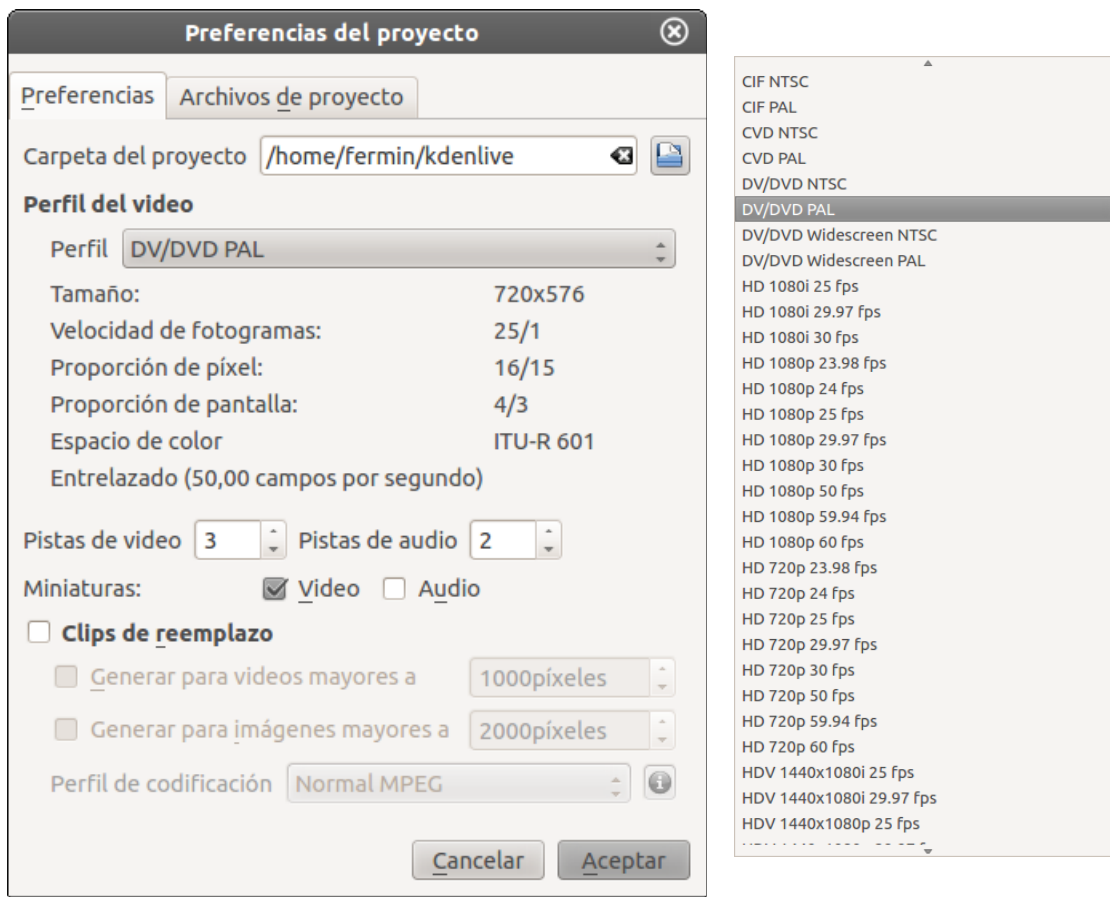 Preferencias del proyecto
Preferencias Archivos de proyecto
Carpeta del proyecto /home/fermin/kdenlive
Perfil del video
Perfil DV/DVD PAL
Tamaño: 720x576
Velocidad de fotogramas: 25/1
Proporción de píxel: 16/15
Proporción de pantalla: 4/3
Espacio de color ITU-R 601
Entrelazado (50,00 campos por segundo)
Pistas de video 3 Pistas de audio 2
Miniaturas: Video Audio
Clips de reemplazo
Generar para videos mayores a 1000píxeles
Generar para imágenes mayores a 2000píxeles
Perfil de codificación Normal MPEG
Cancelar Aceptar
CIF NTSC
CIF PAL
CVD NTSC
CVD PAL
DV/DVD NTSC
DV/DVD PAL
DV/DVD Widescreen NTSC
DV/DVD Widescreen PAL
HD 1080i 25 fps
HD 1080i 29.97 fps
HD 1080i 30 fps
HD 1080p 23.98 fps
HD 1080p 24 fps
HD 1080p 25 fps
HD 1080p 29.97 fps
HD 1080p 30 fps
HD 1080p 50 fps
HD 1080p 59.94 fps
HD 1080p 60 fps
HD 720p 23.98 fps
HD 720p 24 fps
HD 720p 25 fps
HD 720p 29.97 fps
HD 720p 30 fps
HD 720p 50 fps
HD 720p 59.94 fps
HD 720p 60 fps
HDV 1440x1080i 25 fps
HDV 1440x1080i 29.97 fps
HDV 1440x1080p 25 fps